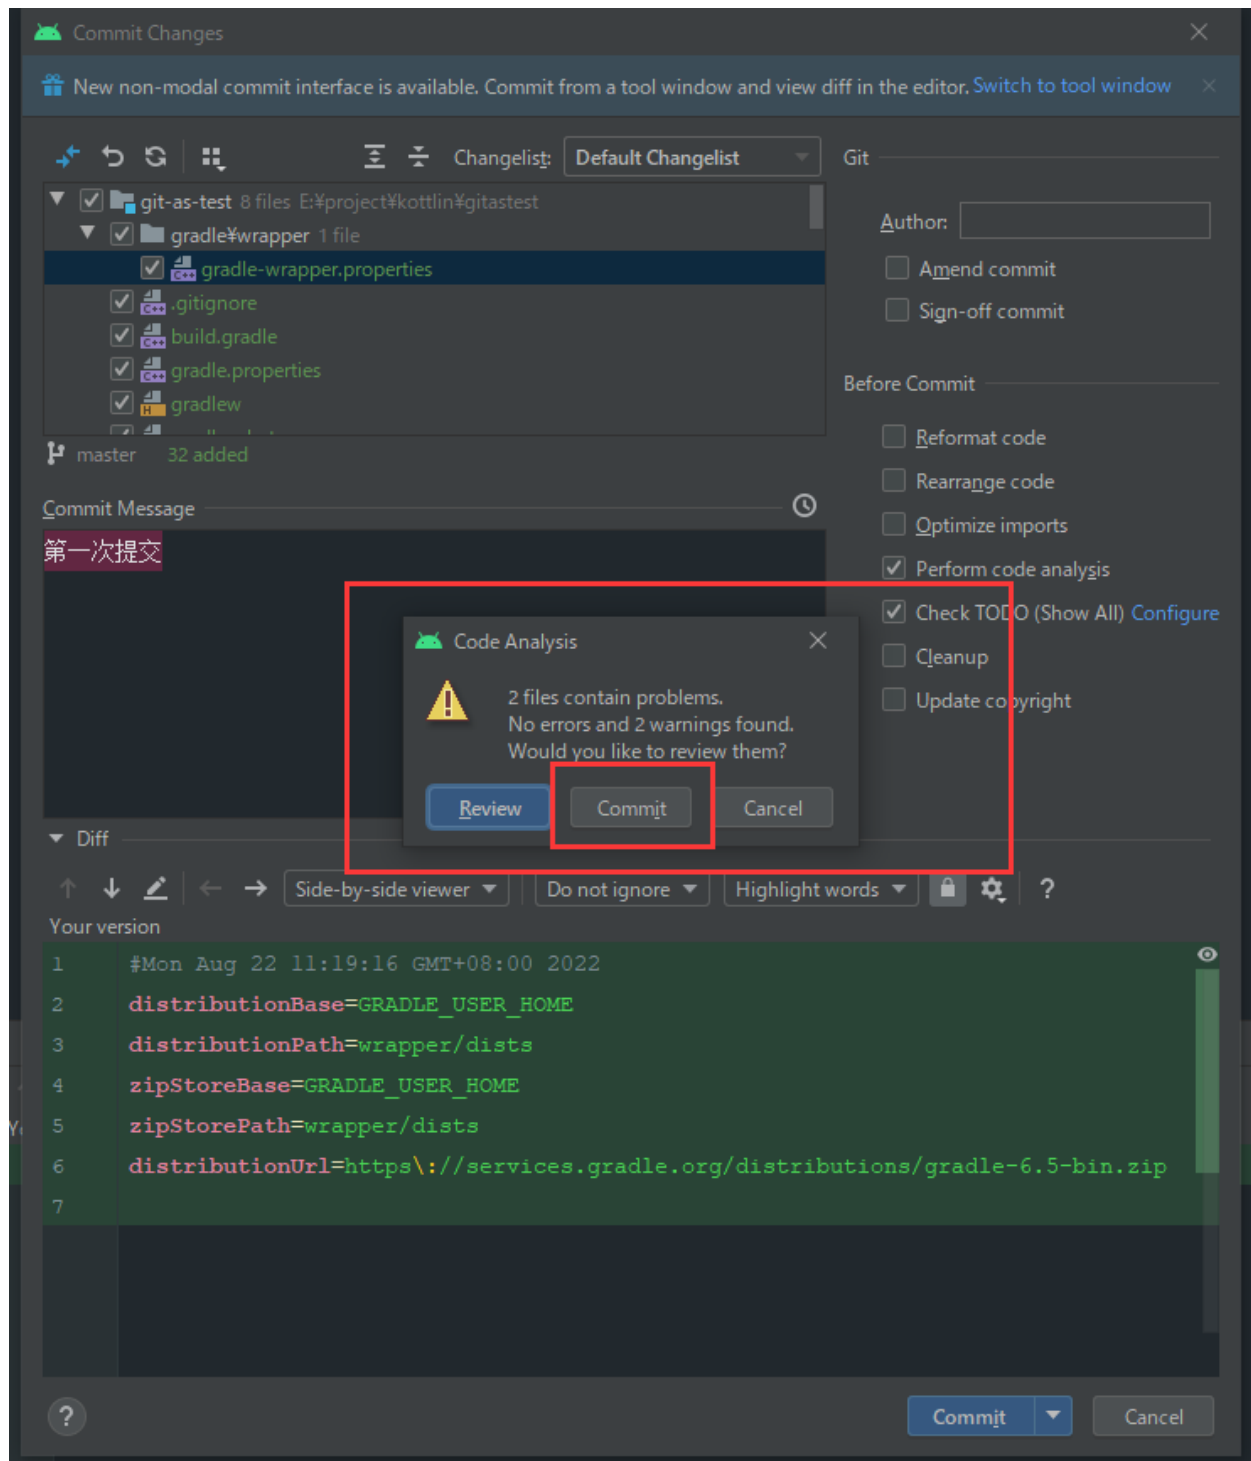 Commit Changes
New non-modal commit interface is available. Commit from a tool window and view diff in the editor. Switch to tool window
Changelist: Default Changelist
git-as-test 8 files E:¥project¥kottlin¥gitastest
gradle¥wrapper 1 file
gradle-wrapper.properties
.gitignore
build.gradle
gradle.properties
gradlew
master 32 added
Commit Message
第一次提交
Git
Author:
Amend commit
Sign-off commit
Before Commit
Reformat code
Rearrange code
Optimize imports
Perform code analysis
Check TODO (Show All) Configure
Cleanup
Update copyright
Code Analysis
2 files contain problems.
No errors and 2 warnings found.
Would you like to review them?
Review Commit Cancel
Diff
Side-by-side viewer Do not ignore Highlight words ?
Your version
1 #Mon Aug 22 11:19:16 GMT+08:00 2022
2 distributionBase=GRADLE_USER_HOME
3 distributionPath=wrapper/dists
4 zipStoreBase=GRADLE_USER_HOME
5 zipStorePath=wrapper/dists
6 distributionUrl=https\://services.gradle.org/distributions/gradle-6.5-bin.zip
7
? Commit Cancel